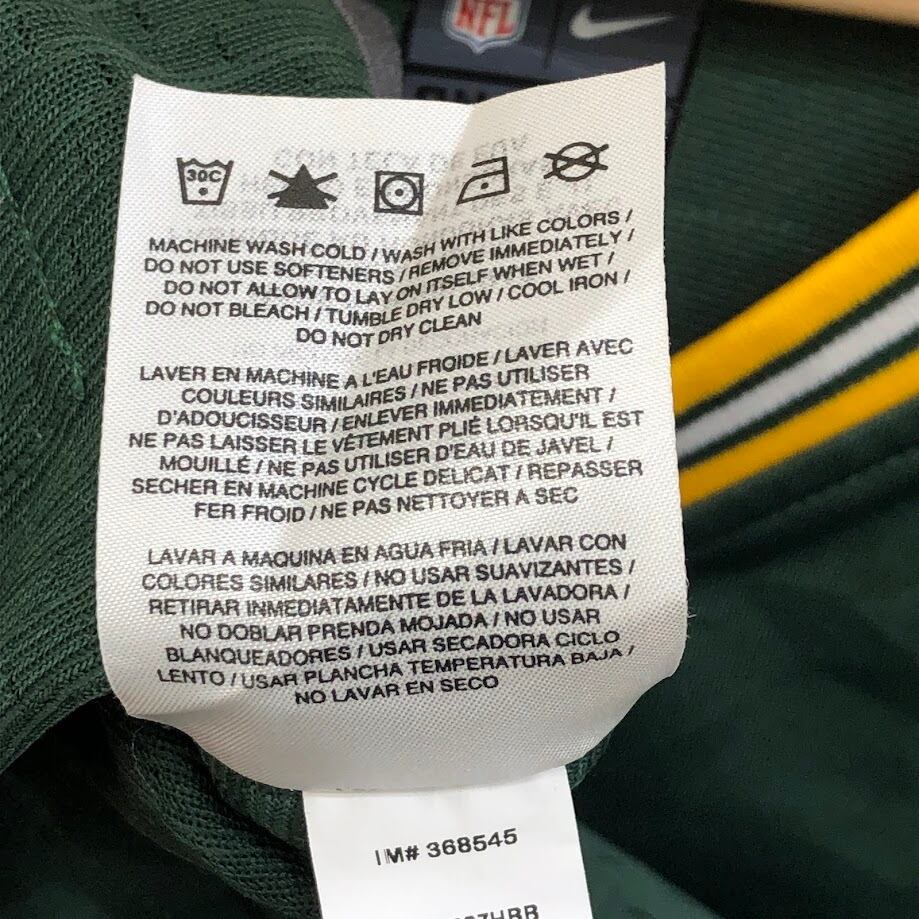 NFL
30C
MACHINE WASH COLD / WASH WITH LIKE COLORS /
DO NOT USE SOFTENERS / REMOVE IMMEDIATELY /
DO NOT ALLOW TO LAY ON ITSELF WHEN WET /
DO NOT BLEACH / TUMBLE DRY LOW / COOL IRON /
DO NOT DRY CLEAN
LAVER EN MACHINE A L'EAU FROIDE / LAVER AVEC
COULEURS SIMILAIRES / NE PAS UTILISER
D'ADOUCISSEUR / ENLEVER IMMEDIATEMENT /
NE PAS LAISSER LE VÉTEMENT PLIÉ LORSQU'IL EST
MOUILLÉ / NE PAS UTILISER D'EAU DE JAVEL /
SECHER EN MACHINE CYCLE DELICAT / REPASSER
FER FROID / NE PAS NETTOYER A SEC
LAVAR A MAQUINA EN AGUA FRIA / LAVAR CON
COLORES SIMILARES / NO USAR SUAVIZANTES /
RETIRAR INMEDIATAMENTE DE LA LAVADORA /
NO DOBLAR PRENDA MOJADA / NO USAR
BLANQUEADORES / USAR SECADORA CICLO
LENTO / USAR PLANCHA TEMPERATURA BAJA /
NO LAVAR EN SECO
IM# 368545